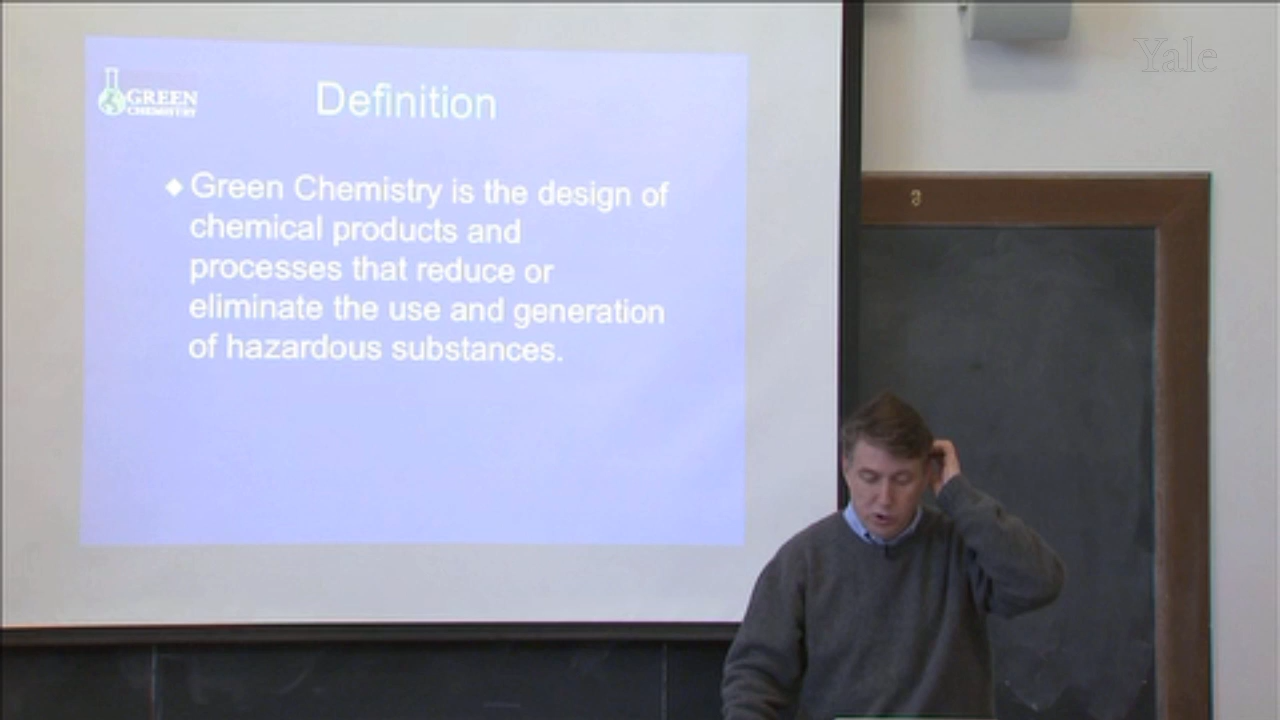 Yale
GREEN
CHEMISTRY
Definition
Green Chemistry is the design of
chemical products and
processes that reduce or
eliminate the use and generation
of hazardous substances.
3